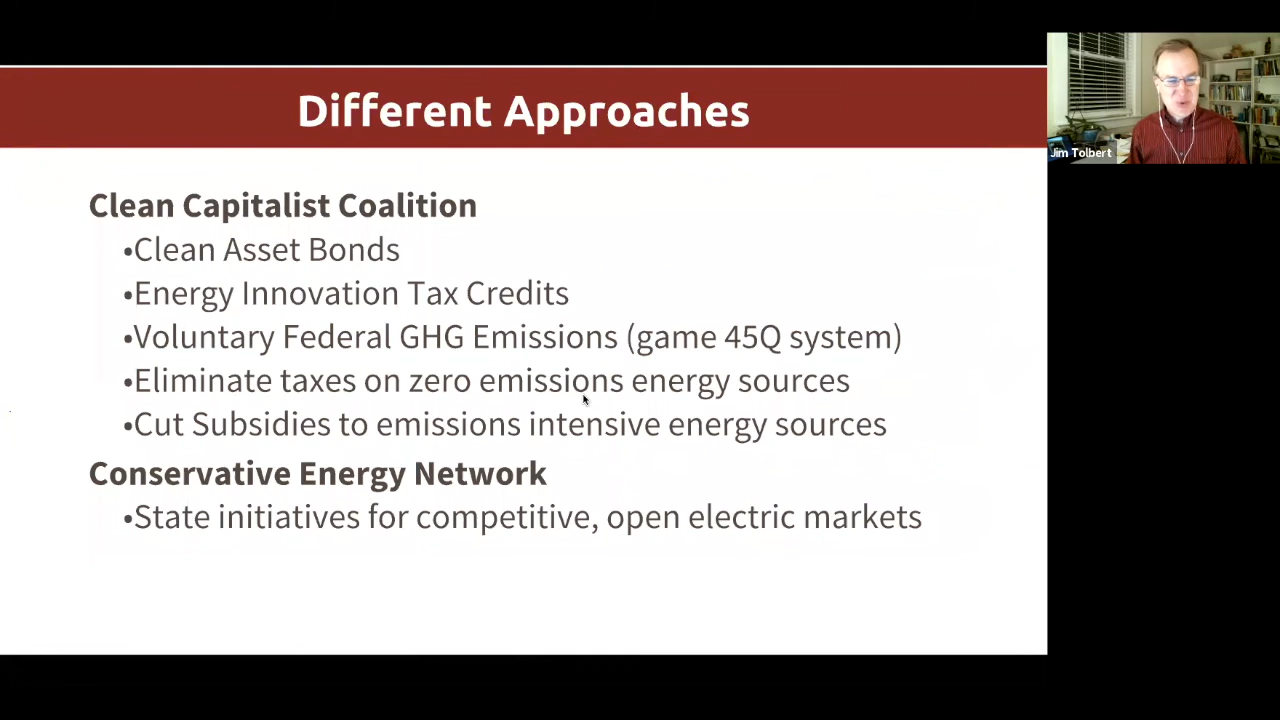 Different Approaches
Jim Tolbert
Clean Capitalist Coalition
•Clean Asset Bonds
•Energy Innovation Tax Credits
•Voluntary Federal GHG Emissions (game 45Q system)
•Eliminate taxes on zero emissions energy sources
•Cut Subsidies to emissions intensive energy sources
Conservative Energy Network
•State initiatives for competitive, open electric markets